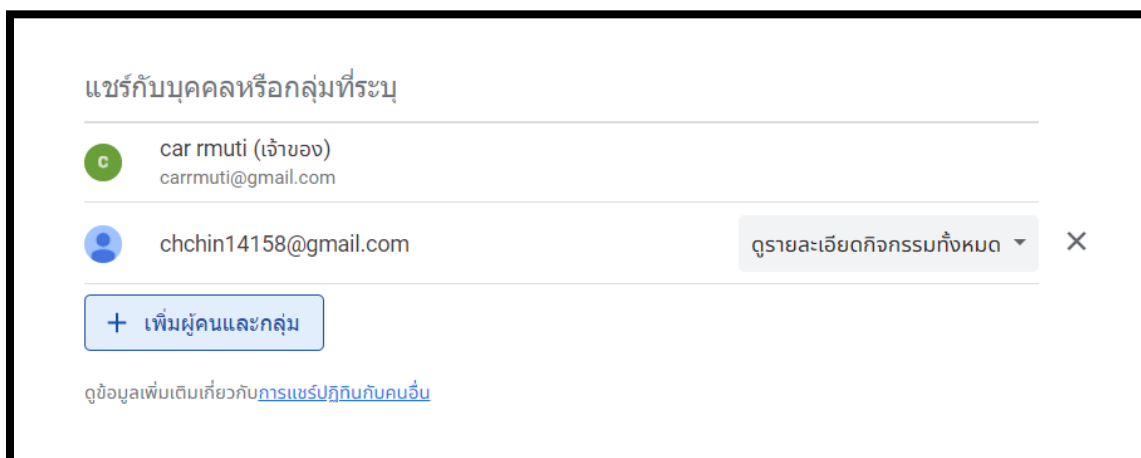 แชร์กับบุคคลหรือกลุ่มที่ระบุ
c
car rmuti (เจ้าของ)
carrmuti@gmail.com
chchin14158@gmail.com
ดูรายละเอียดกิจกรรมทั้งหมด
+ เพิ่มผู้คนและกลุ่ม
ดูข้อมูลเพิ่มเติมเกี่ยวกับการแชร์ปฏิทินกับคนอื่น